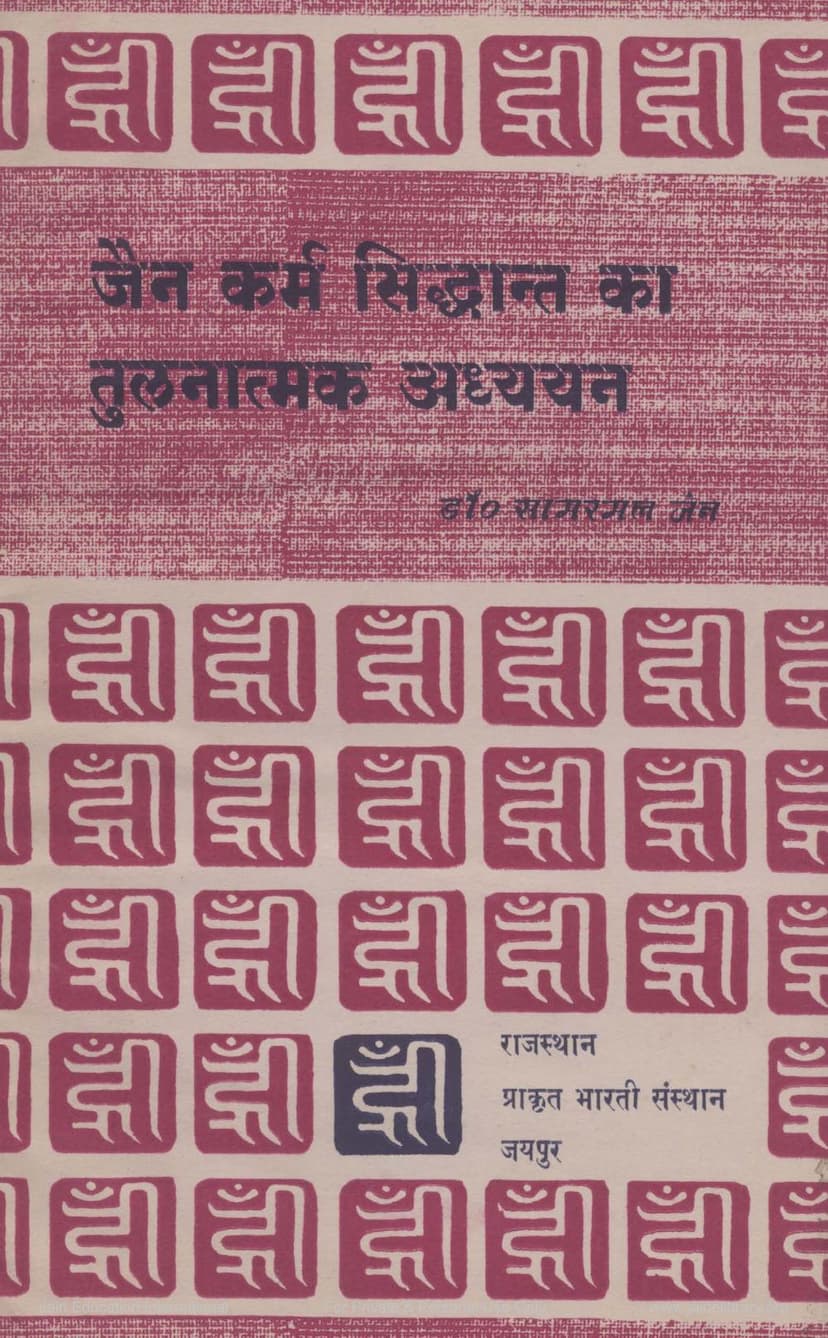 जैन कर्म सिद्धान्त का
तुलनात्मक अध्ययन
डॉ० सागरमल जैन
राजस्थान
प्राकृत भारती संस्थान
जयपुर